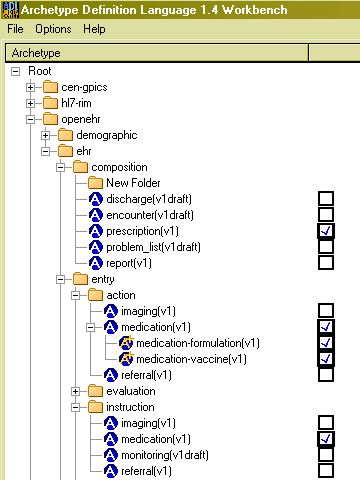 Archetype Definition Language 1.4 Workbench
File Options Help
Archetype
Root
cen-gpics
hl7-rim
openehr
demographic
ehr
composition
New Folder
discharge(v1draft)
encounter(v1draft)
prescription(v1)
problem_list(v1draft)
report(v1)
entry
action
imaging(v1)
medication(v1)
medication-formulation(v1)
medication-vaccine(v1)
referral(v1)
evaluation
instruction
imaging(v1)
medication(v1)
monitoring(v1draft)
referral(v1)